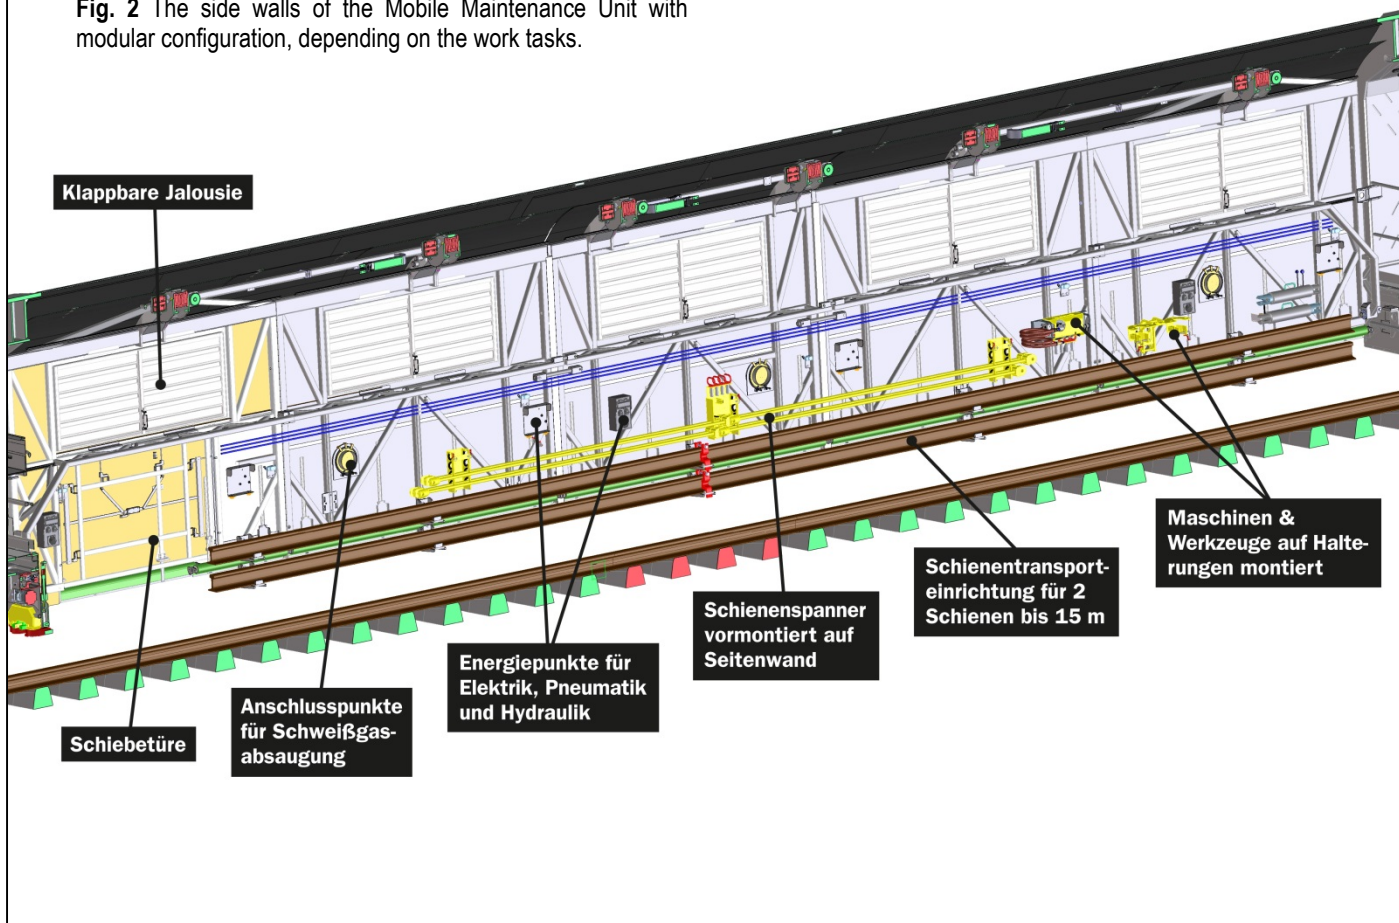 Fig. 2 The side walls of the Mobile Maintenance Unit with
modular configuration, depending on the work tasks.
Klappbare Jalousie
Maschinen &
Werkzeuge auf Halte-
rungen montiert
Schienentransport-
einrichtung für 2
Schienen bis 15 m
Schienenspanner
vormontiert auf
Seitenwand
Energiepunkte für
Elektrik, Pneumatik
und Hydraulik
Anschlusspunkte
für Schweißgas-
absaugung
Schiebetüre